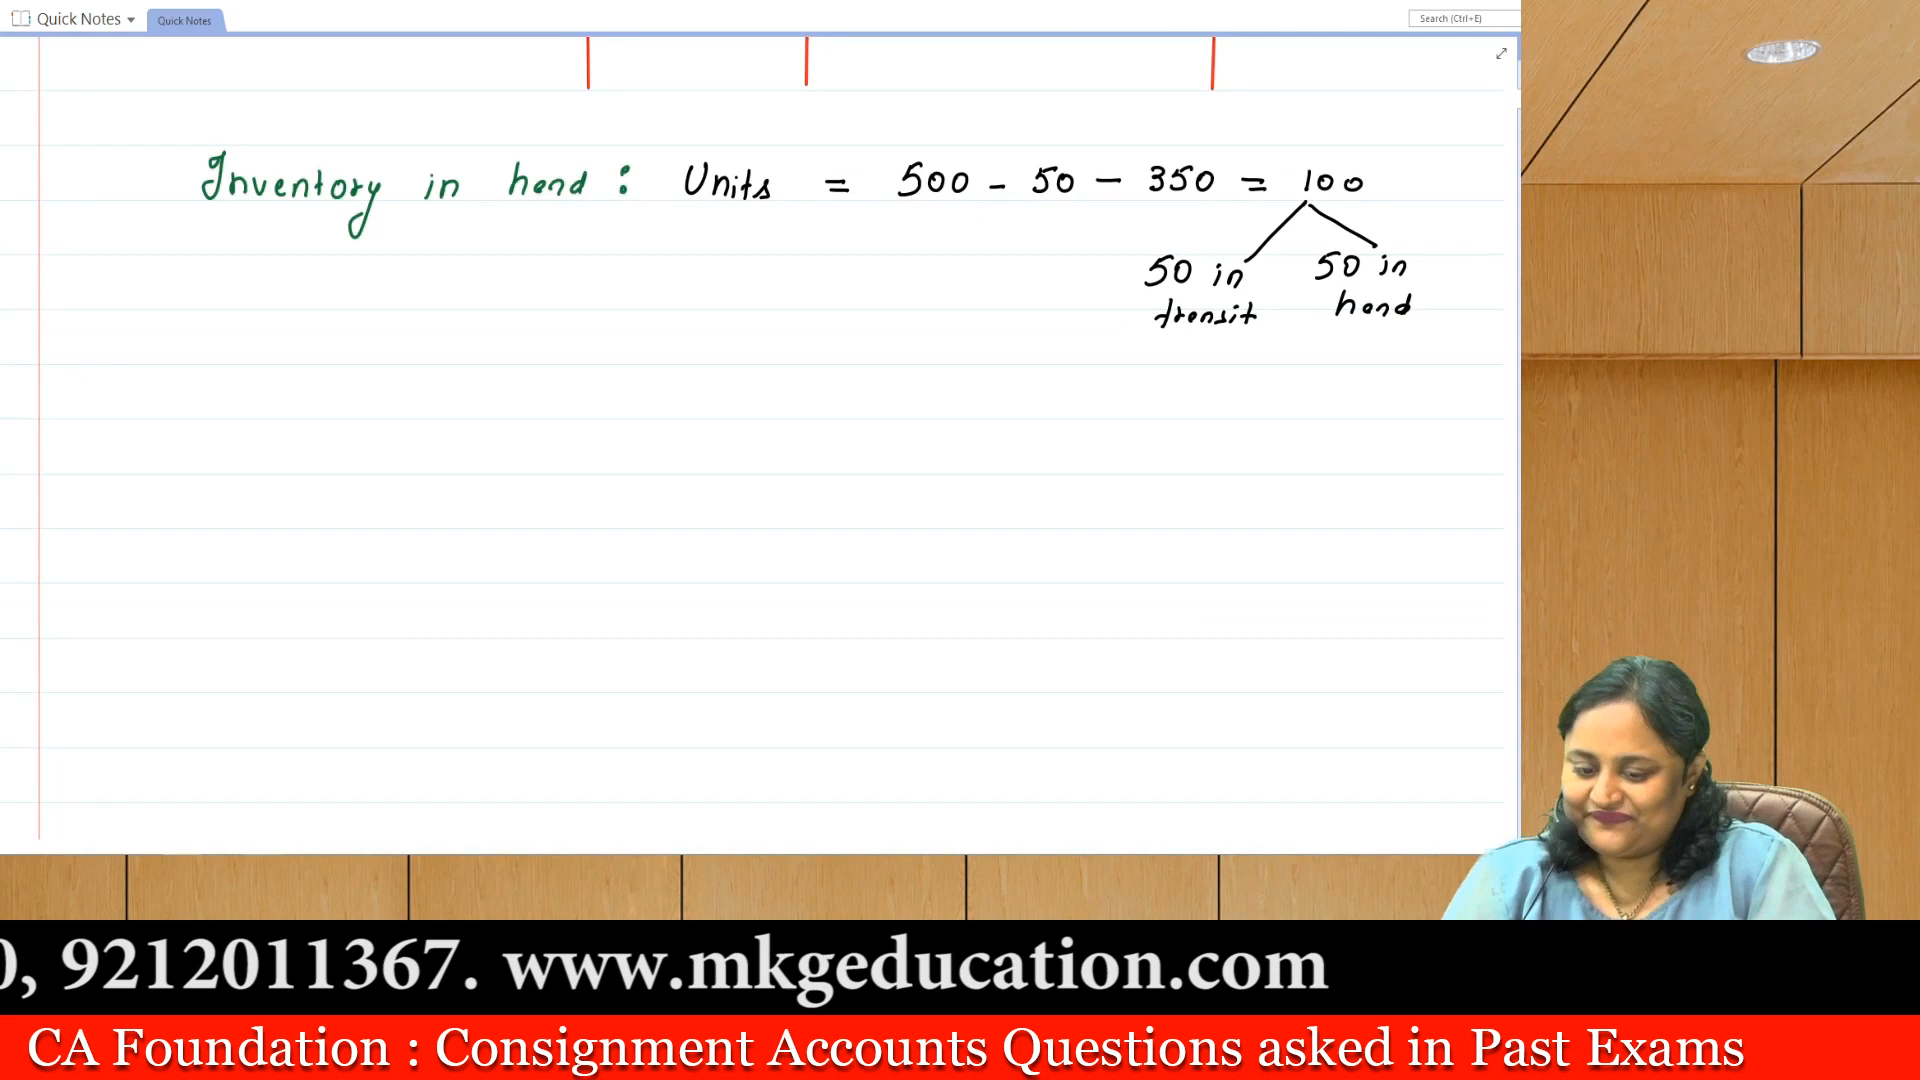 Quick Notes
Quick Notes
Search (Ctrl+E)
Inventory in hand : Units = 500 - 50 - 350 = 100
50 in transit
50 in hand
0, 9212011367. www.mkgeducation.com
CA Foundation : Consignment Accounts Questions asked in Past Exams